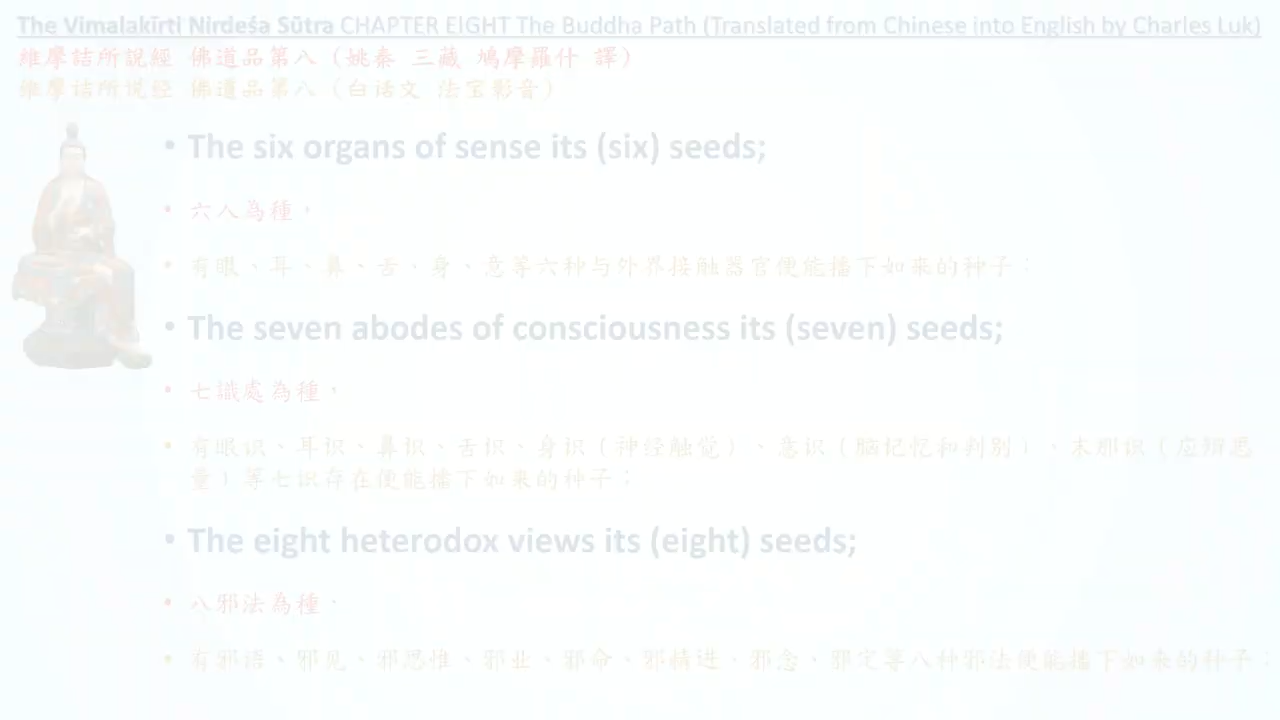 The Vimalakīrti Nirdeśa Sūtra CHAPTER EIGHT The Buddha Path (Translated from Chinese into English by Charles Luk)
維摩詰所說經 佛道品第八（姚秦 三藏 鳩摩羅什 譯）
维摩诘所说经 佛道品第八（白话文 法宝影音）
• The six organs of sense its (six) seeds;
• 六入為種，
• 有眼、耳、鼻、舌、身、意等六种与外界接触器官便能播下如来的种子；
• The seven abodes of consciousness its (seven) seeds;
• 七識處為種，
• 有眼识、耳识、鼻识、舌识、身识（神经触觉）、意识（脑记忆和判别）、末那识（应辨思
量）等七识存在便能播下如来的种子；
• The eight heterodox views its (eight) seeds;
• 八邪法為種，
• 有邪语、邪见、邪思惟、邪业、邪命、邪精进、邪念、邪定等八种邪法便能播下如来的种子；